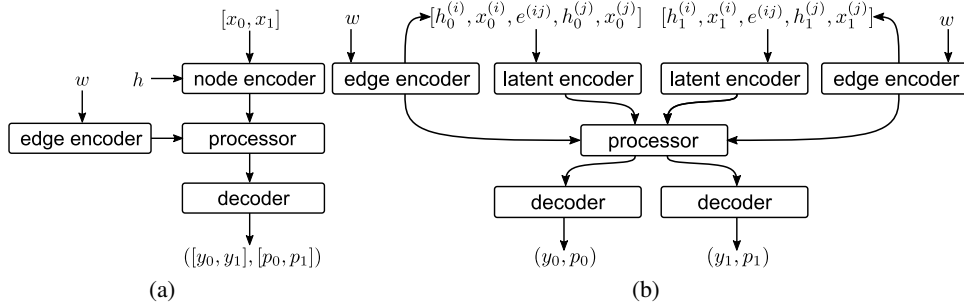 [x_0, x_1]
w
[h_0^{(i)}, x_0^{(i)}, e^{(ij)}, h_0^{(j)}, x_0^{(j)}]
[h_1^{(i)}, x_1^{(i)}, e^{(ij)}, h_1^{(j)}, x_1^{(j)}]
w
w
h
node encoder
edge encoder
latent encoder
latent encoder
edge encoder
edge encoder
processor
processor
decoder
decoder
decoder
([y_0, y_1], [p_0, p_1])
(y_0, p_0)
(y_1, p_1)
(a)
(b)